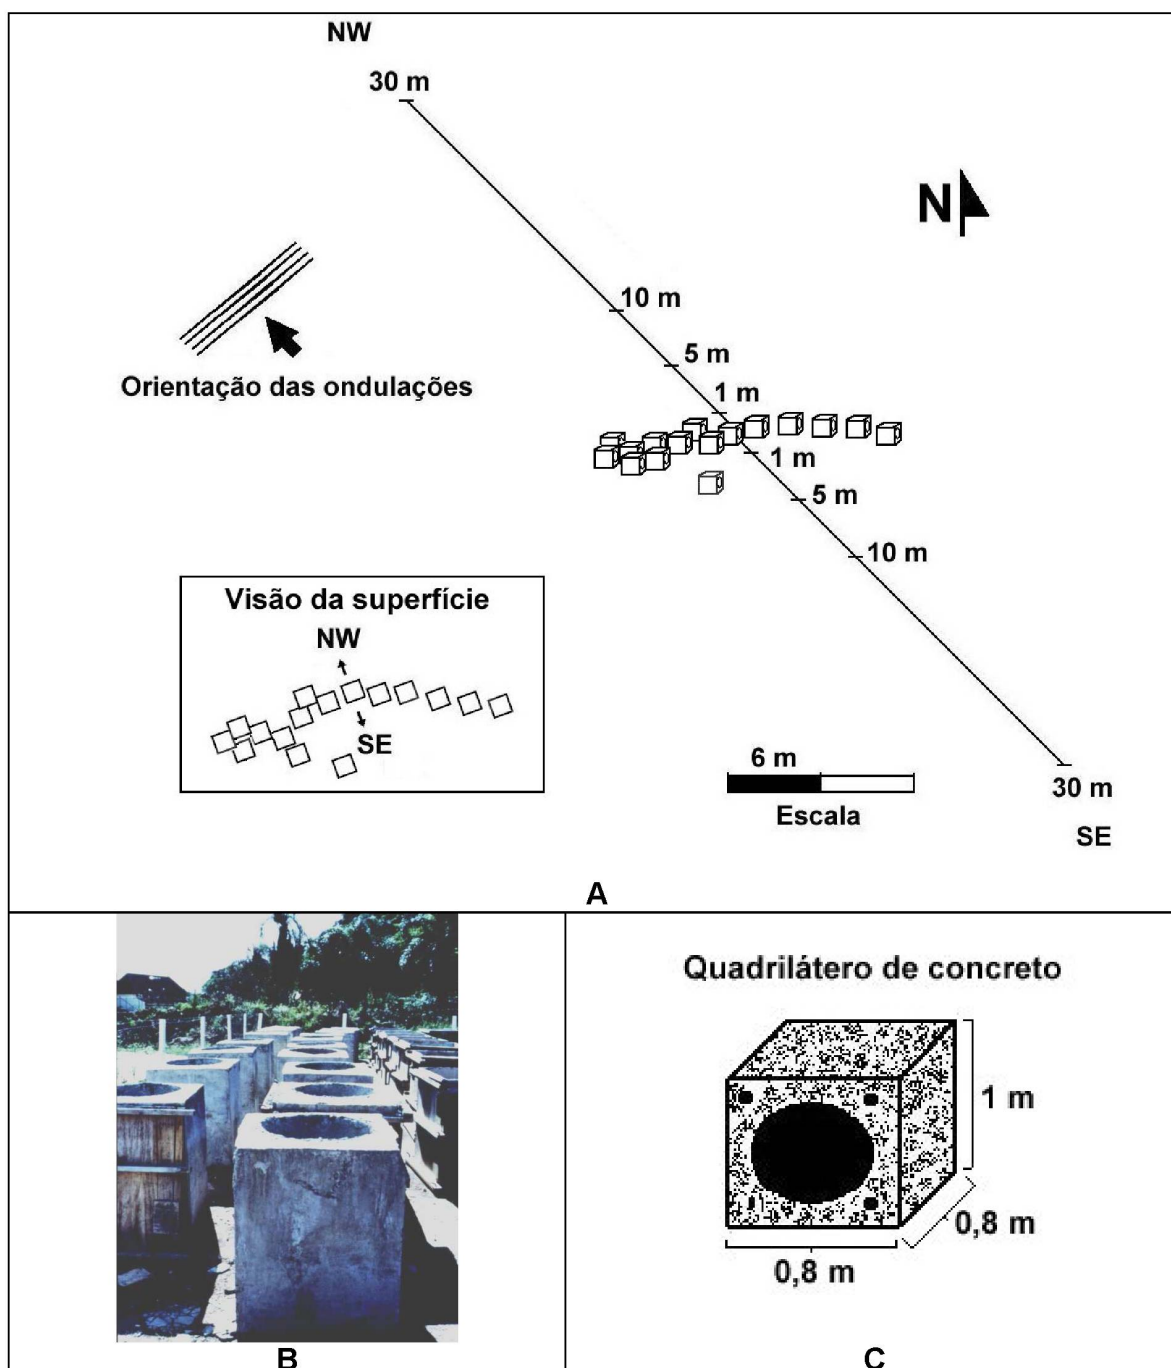 NW
30 m
N
10 m
5 m
1 m
Orientação das ondulações
1 m
5 m
10 m
Visão da superfície
NW
SE
6 m
Escala
30 m
SE
A
Quadrilátero de concreto
1 m
0,8 m
0,8 m
B
C